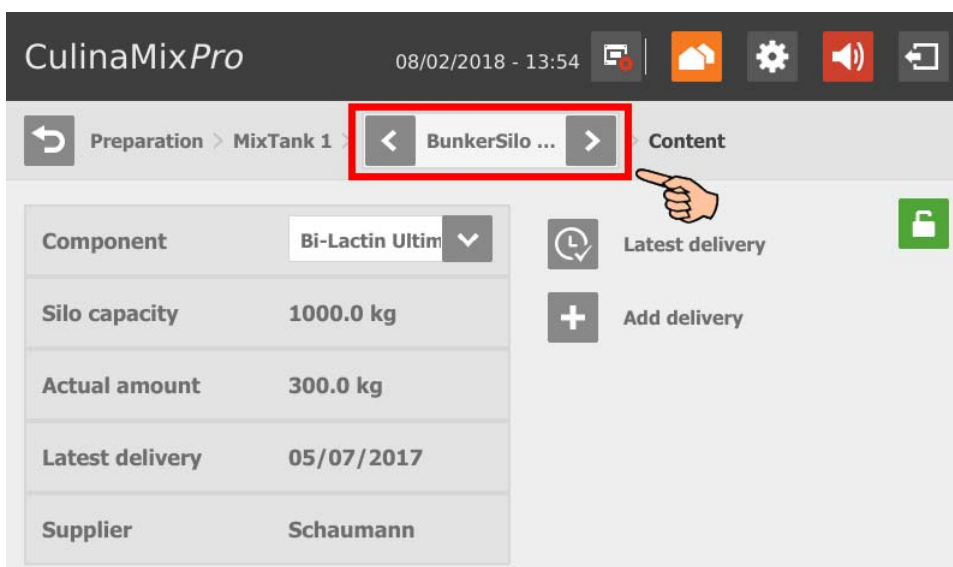 CulinaMixPro 08/02/2018 - 13:54
Preparation > MixTank 1 > < BunkerSilo ... > > Content
Component Bi-Lactin Ultim
Latest delivery
Silo capacity 1000.0 kg
Add delivery
Actual amount 300.0 kg
Latest delivery 05/07/2017
Supplier Schaumann